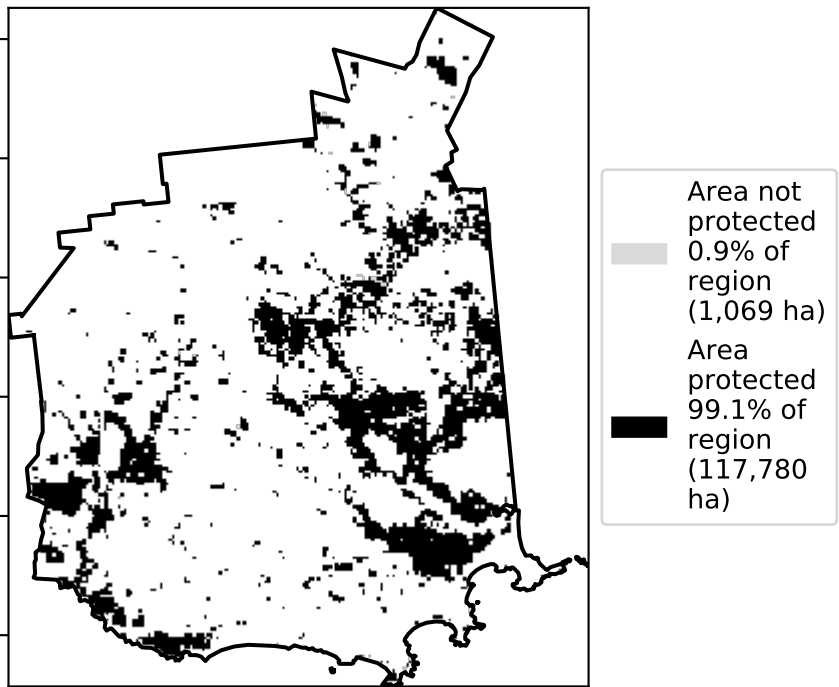 Area not
protected
0.9% of
region
(1,069 ha)
Area
protected
99.1% of
region
(117,780
ha)